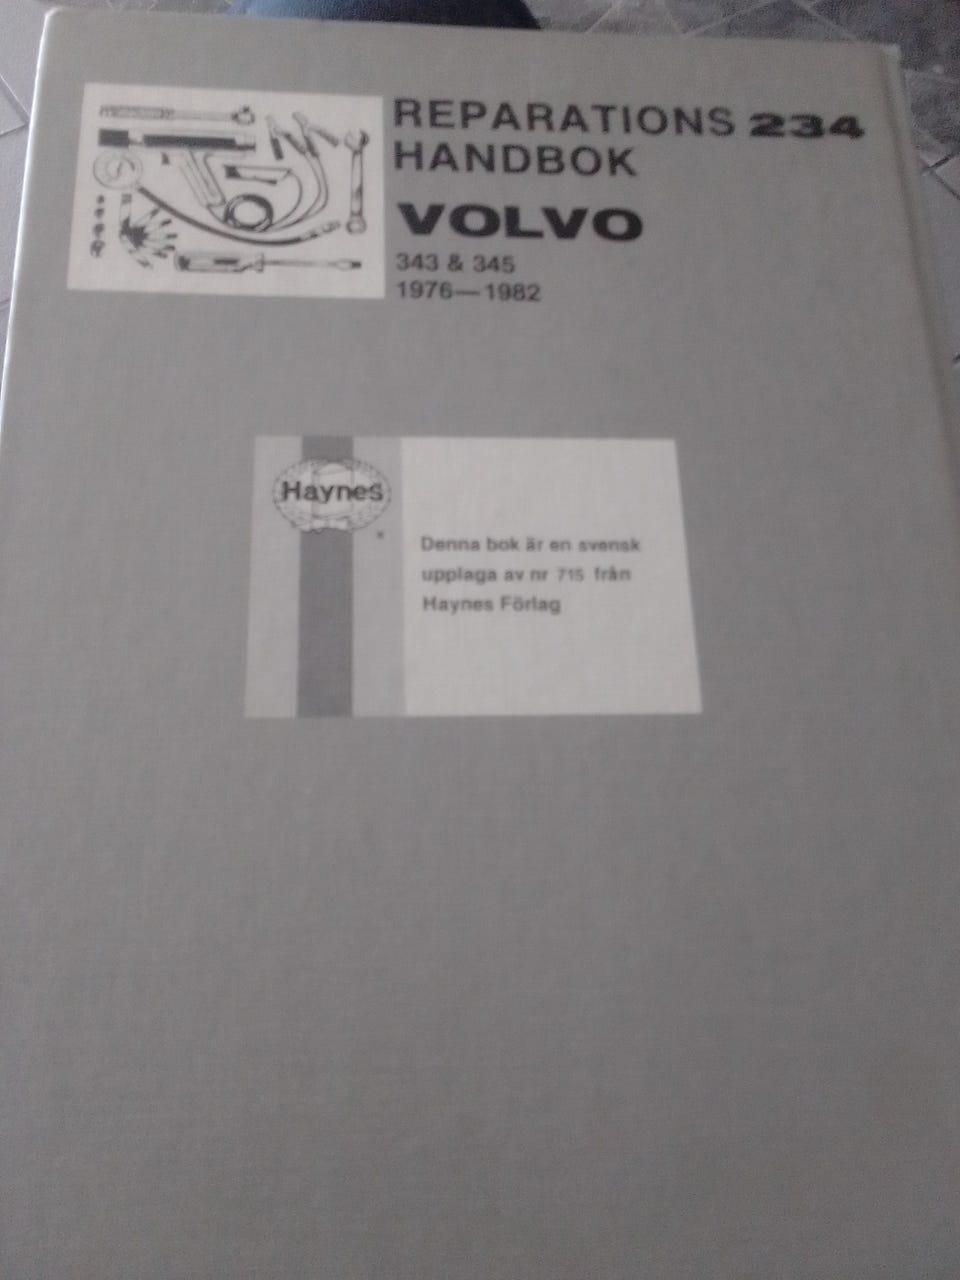 REPARATIONS 234
HANDBOK
VOLVO
343 & 345
1976—1982
Haynes
Denna bok är en svensk
upplaga av nr 715 från
Haynes Förlag